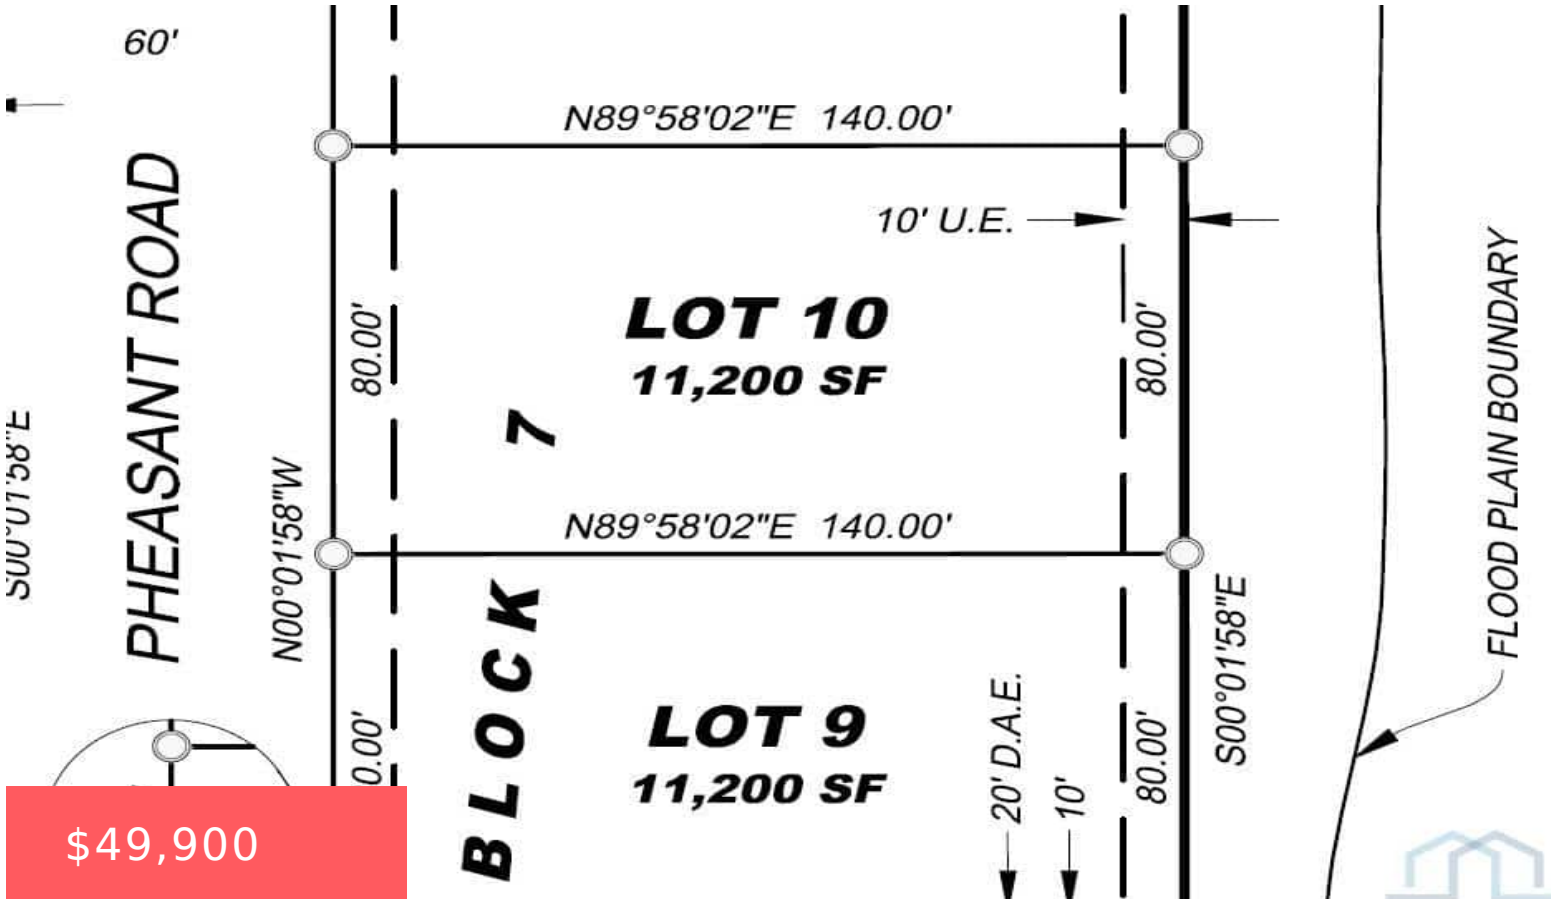 60'
N89°58'02"E 140.00'
PHEASANT ROAD
10' U.E.
LOT 10
11,200 SF
80.00'
80.00'
FLOOD PLAIN BOUNDARY
S00°01'58"E
N00°01'58"W
BLOCK 7
N89°58'02"E 140.00'
S00°01'58"E
LOT 9
11,200 SF
0.00'
20' D.A.E.
10'
80.00'
$49,900